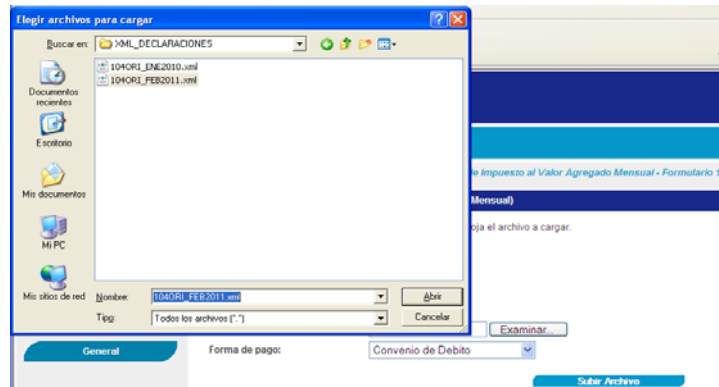 Elegir archivos para cargar
Buscar en: XML_DECLARACIONES
104ORI_ENE2010.xml
104ORI_FEB2011.xml
Documentos recientes
Escritorio
Mis documentos
Mi PC
Mis sitios de red
Nombre: 104ORI_FEB2011.xml Abrir
Tipo: Todos los archivos (*.*) Cancelar
e Impuesto al Valor Agregado Mensual - Formulario 1
Mensual)
oja el archivo a cargar.
Examinar...
General Forma de pago: Convenio de Debito
Subir Archivo